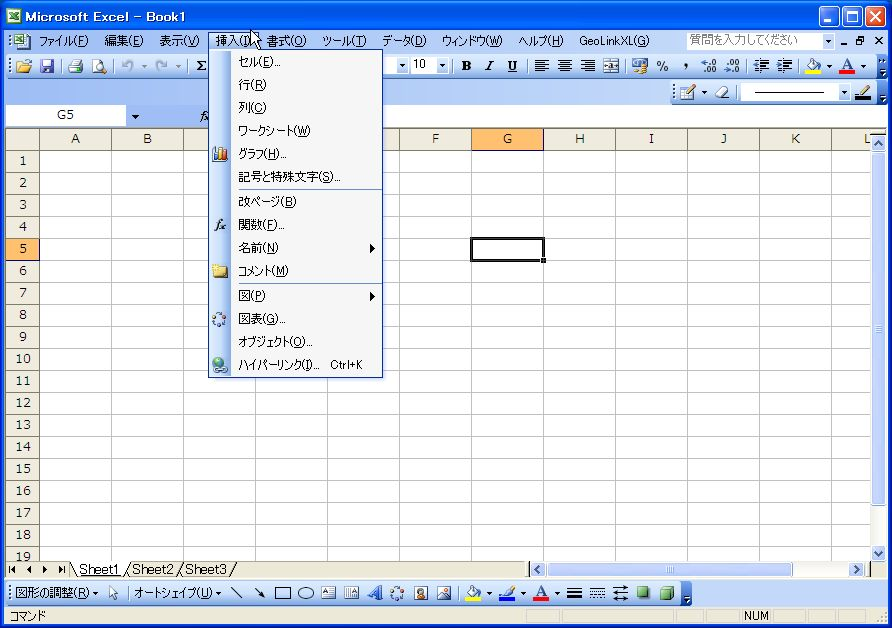 Microsoft Excel - Book1
ファイル(F) 編集(E) 表示(V) 挿入(I) 書式(O) ツール(T) データ(D) ウィンドウ(W) ヘルプ(H) GeoLinkXL(G) 質問を入力してください
Σ 10 B I U % ,
G5 fx
A B F G H I J K L
セル(E)...
行(R)
列(C)
ワークシート(W)
グラフ(H)...
記号と特殊文字(S)...
改ページ(B)
fx 関数(F)...
名前(N)
コメント(M)
図(P)
図表(G)...
オブジェクト(O)...
ハイパーリンク(I)... Ctrl+K
1
2
3
4
5
6
7
8
9
10
11
12
13
14
15
16
17
18
19
Sheet1 Sheet2 Sheet3
図形の調整(R) オートシェイプ(U) A A
コマンド NUM